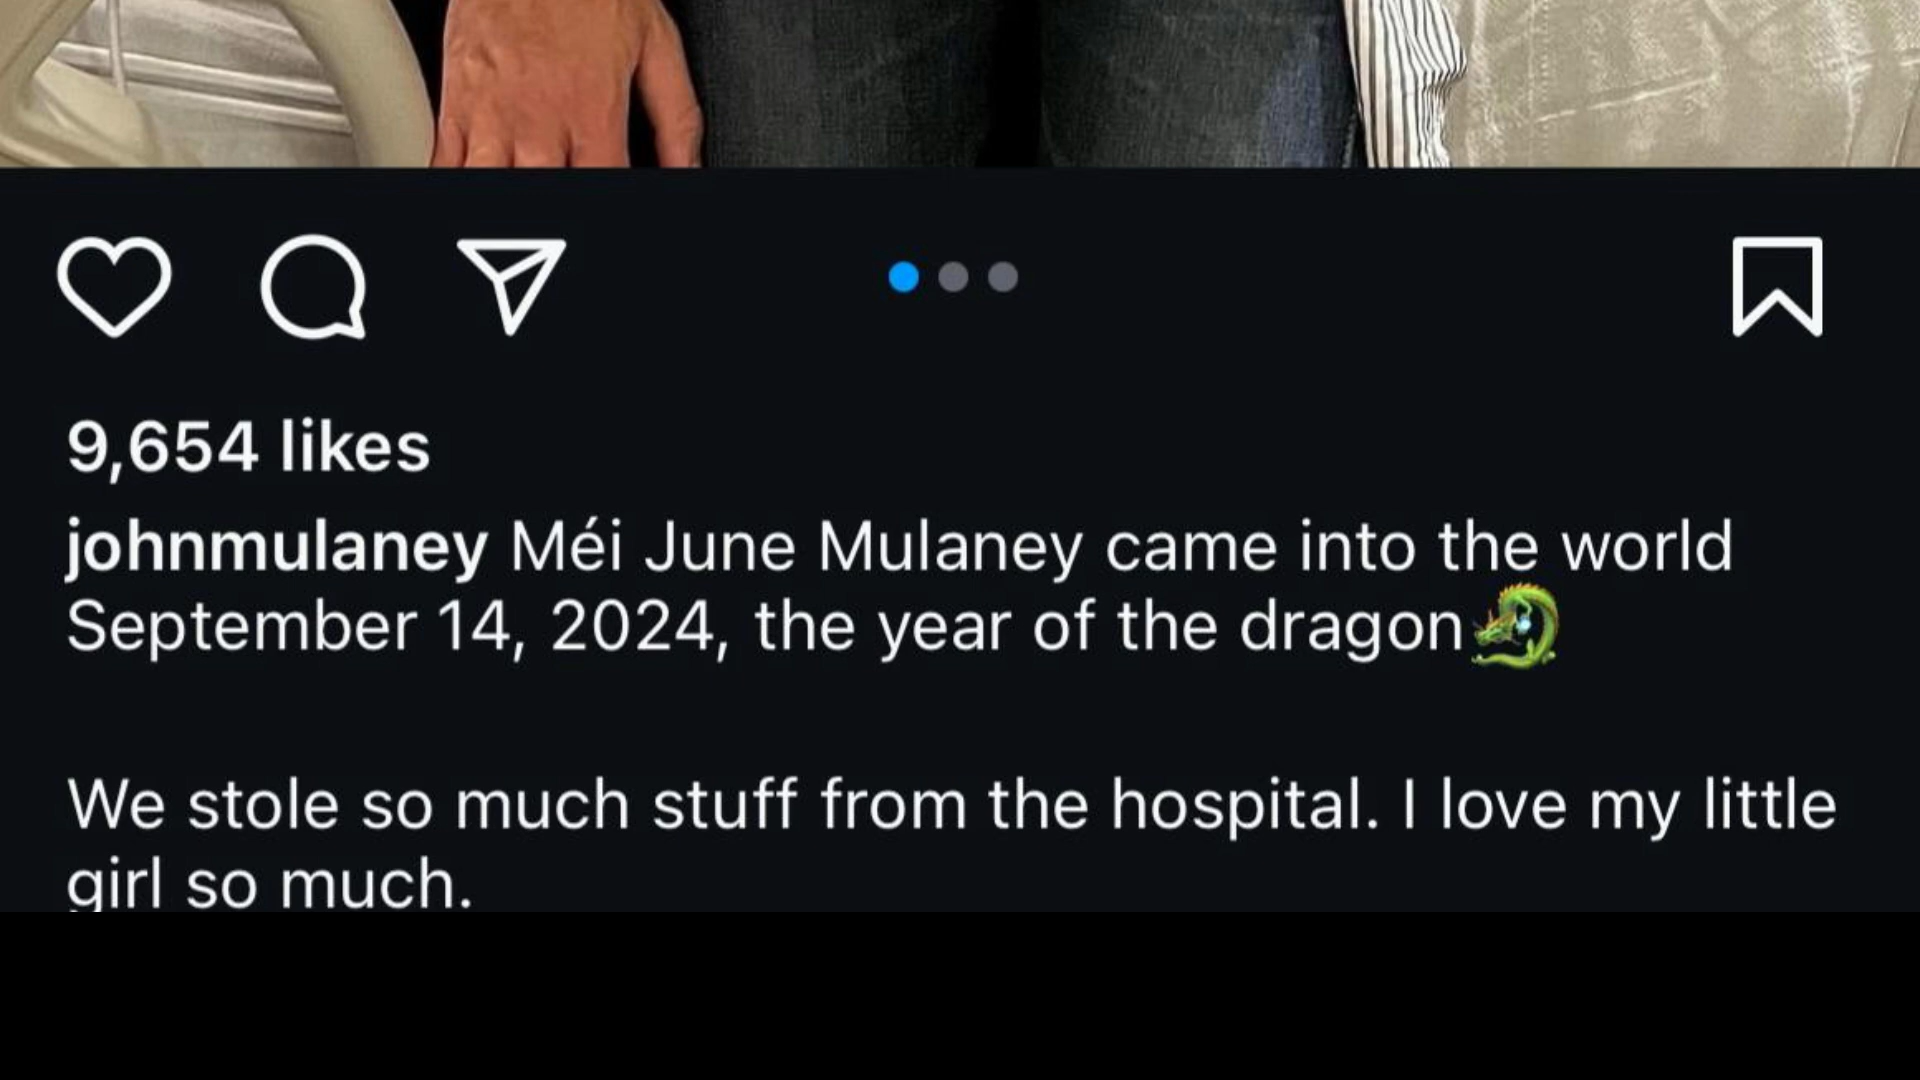 9,654 likes
johnmulaney Méi June Mulaney came into the world
September 14, 2024, the year of the dragon🐉
We stole so much stuff from the hospital. I love my little
girl so much.